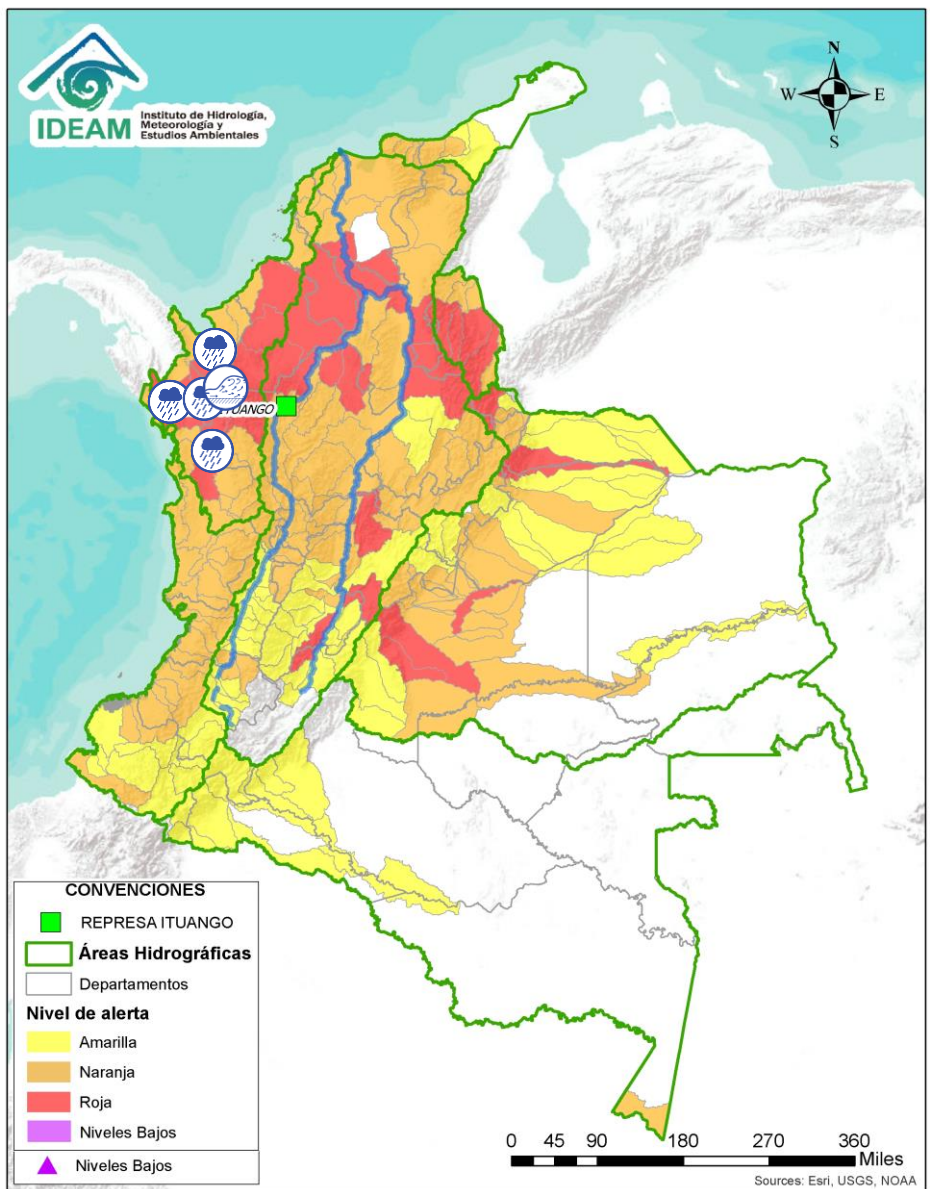 IDEAM
Instituto de Hidrología,
Meteorología y
Estudios Ambientales
N
W
E
S
ITUANGO
CONVENCIONES
REPRESA ITUANGO
Áreas Hidrográficas
Departamentos
Nivel de alerta
Amarilla
Naranja
Roja
Niveles Bajos
Niveles Bajos
0 45 90 180 270 360
Miles
Sources: Esri, USGS, NOAA